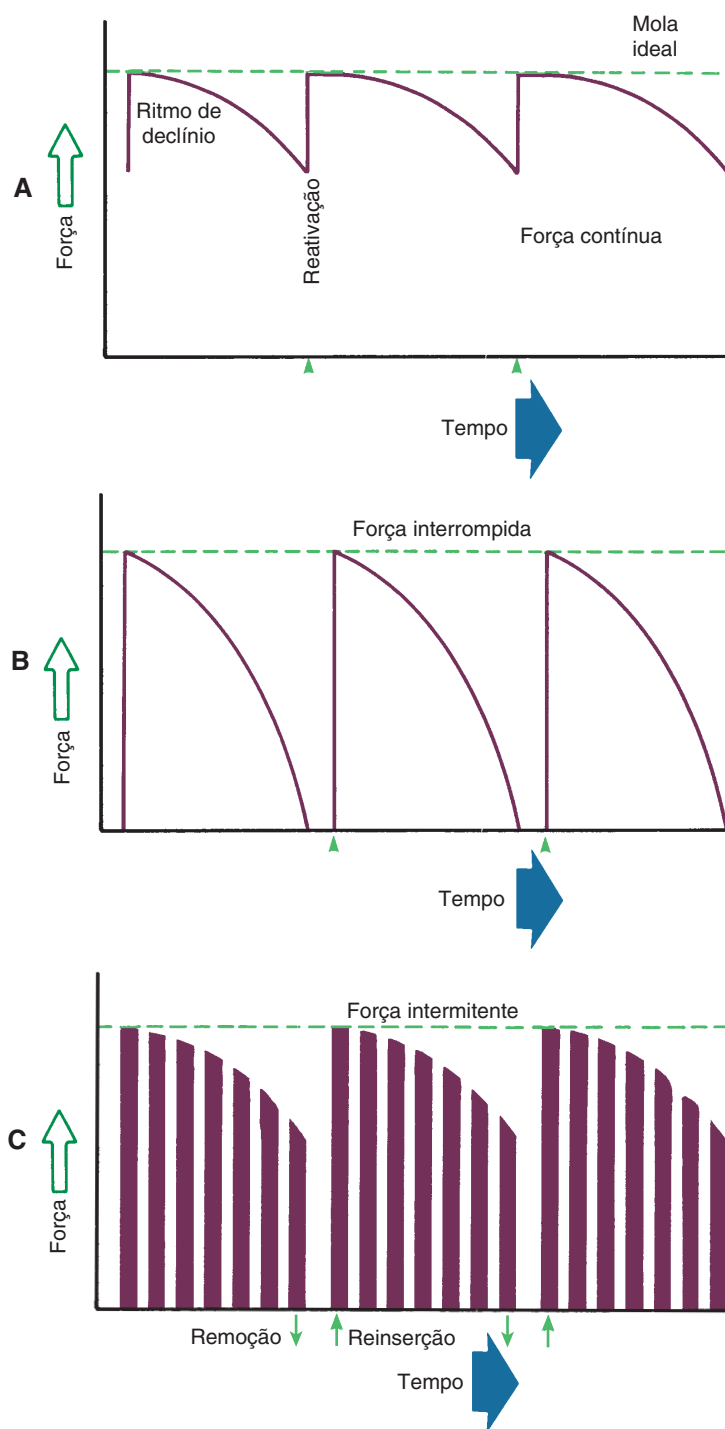 Mola
ideal
Ritmo de
declínio
A
Força
Reativação
Força contínua
Tempo
Força interrompida
B
Força
Tempo
Força intermitente
C
Força
Remoção
Reinserção
Tempo